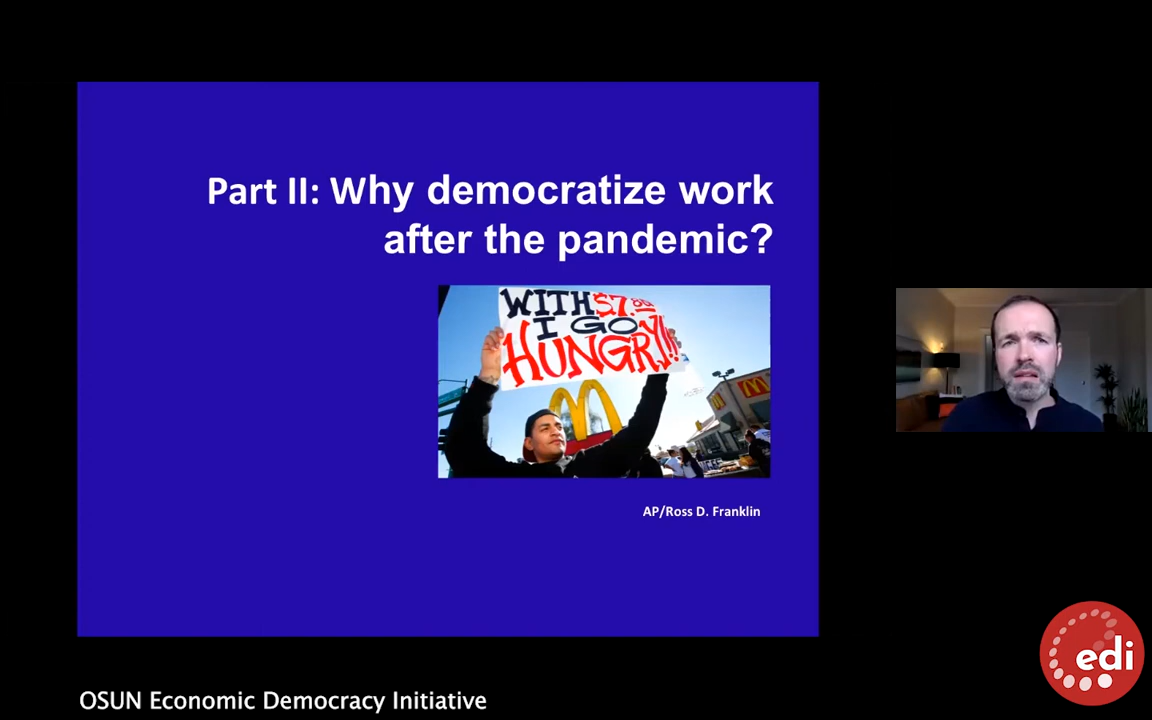 Part II: Why democratize work
after the pandemic?
WITH $7.80
I GO
HUNGRY!!!
AP/Ross D. Franklin
edi
OSUN Economic Democracy Initiative